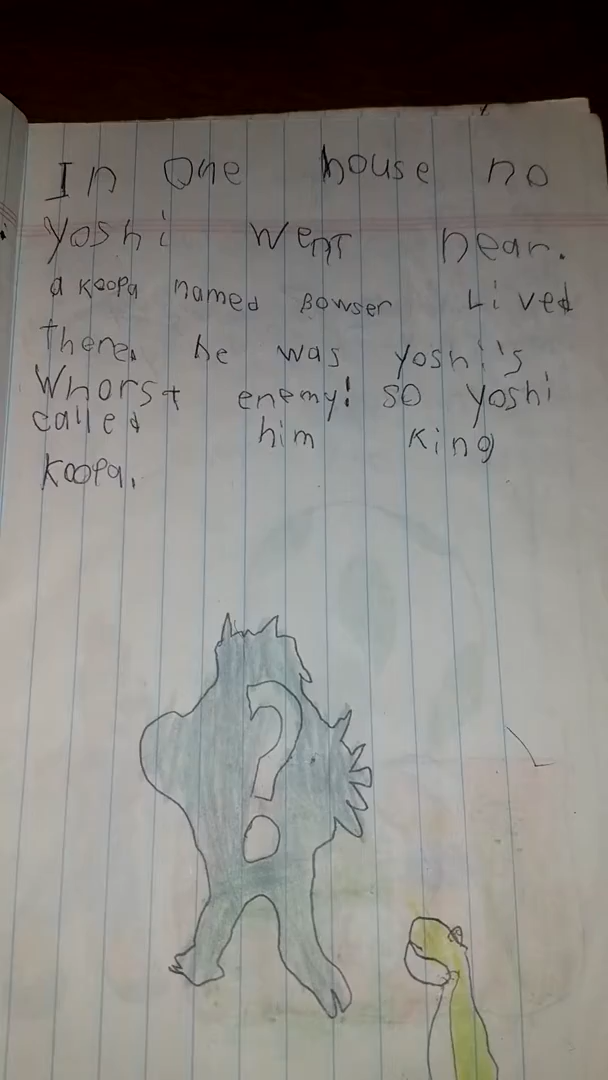 In One house no
Yoshi went near.
a Koopa named Bowser Lived
there. he was Yoshi's
Whorst enemy! so Yoshi
called him King
Koopa.
?